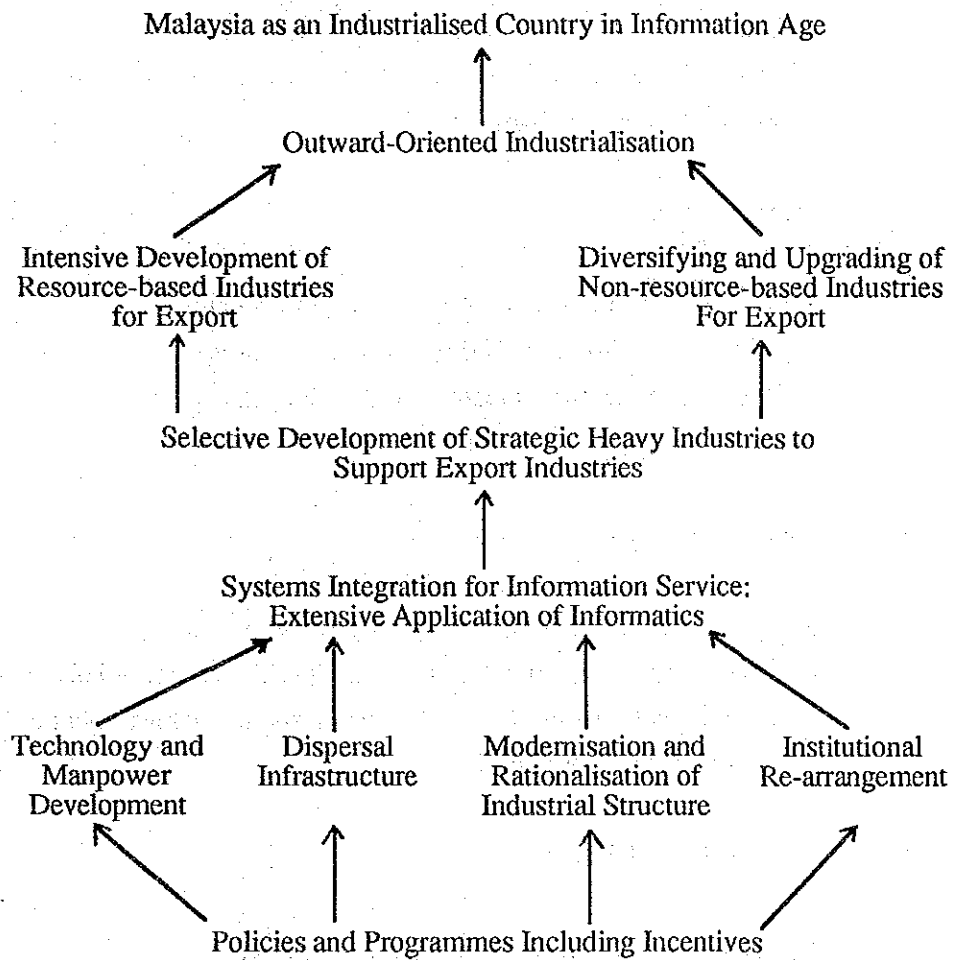 Malaysia as an Industrialised Country in Information Age
Outward-Oriented Industrialisation
Intensive Development of
Resource-based Industries
for Export
Diversifying and Upgrading of
Non-resource-based Industries
For Export
Selective Development of Strategic Heavy Industries to
Support Export Industries
Systems Integration for Information Service:
Extensive Application of Informatics
Technology and
Manpower
Development
Dispersal
Infrastructure
Modernisation and
Rationalisation of
Industrial Structure
Institutional
Re-arrangement
Policies and Programmes Including Incentives